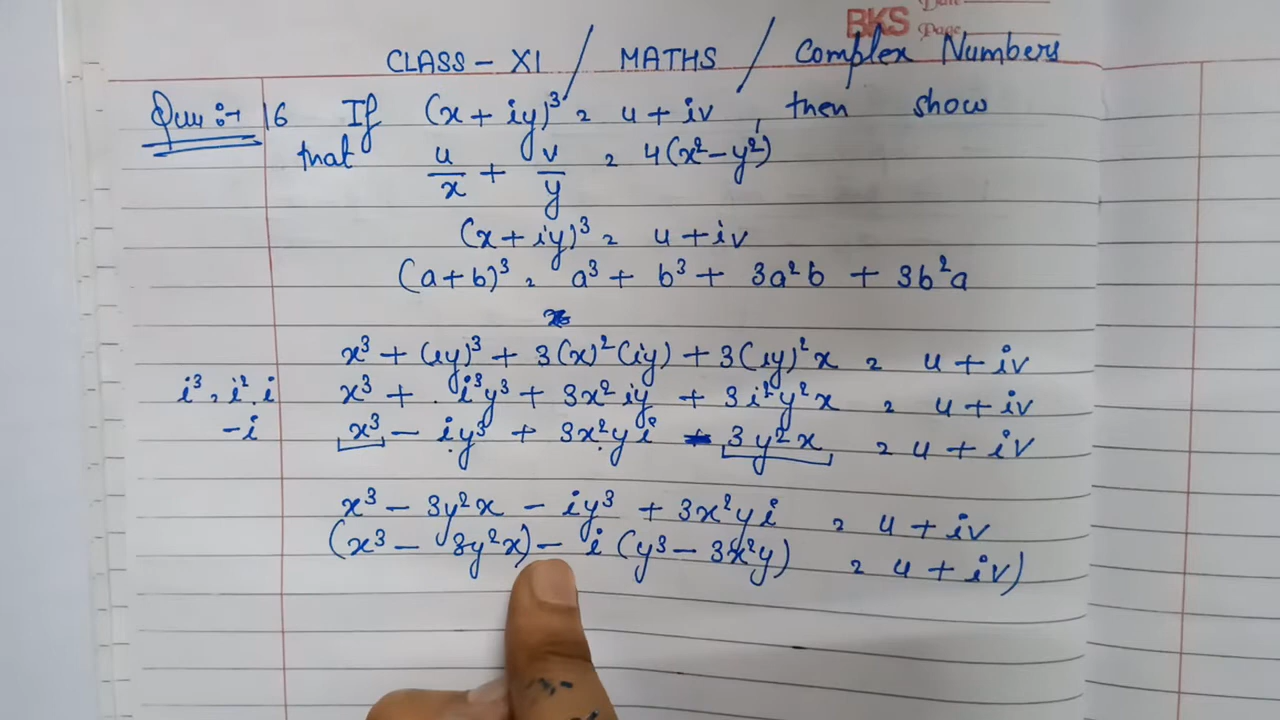 BKS Date
Page
CLASS - XI / MATHS / Complex Numbers
Ques:- 16 If (x + iy)³ = u + iv, then show
that u/x + v/y = 4(x² - y²)
(x + iy)³ = u + iv
(a + b)³ = a³ + b³ + 3a²b + 3b²a
x³ + (iy)³ + 3(x)²(iy) + 3(iy)²x = u + iv
i³ = i².i x³ + i³y³ + 3x²iy + 3i²y²x = u + iv
-i x³ - iy³ + 3x²yi - 3y²x = u + iv
x³ - 3y²x - iy³ + 3x²yi = u + iv
(x³ - 3y²x) - i(y³ - 3x²y) = u + iv)